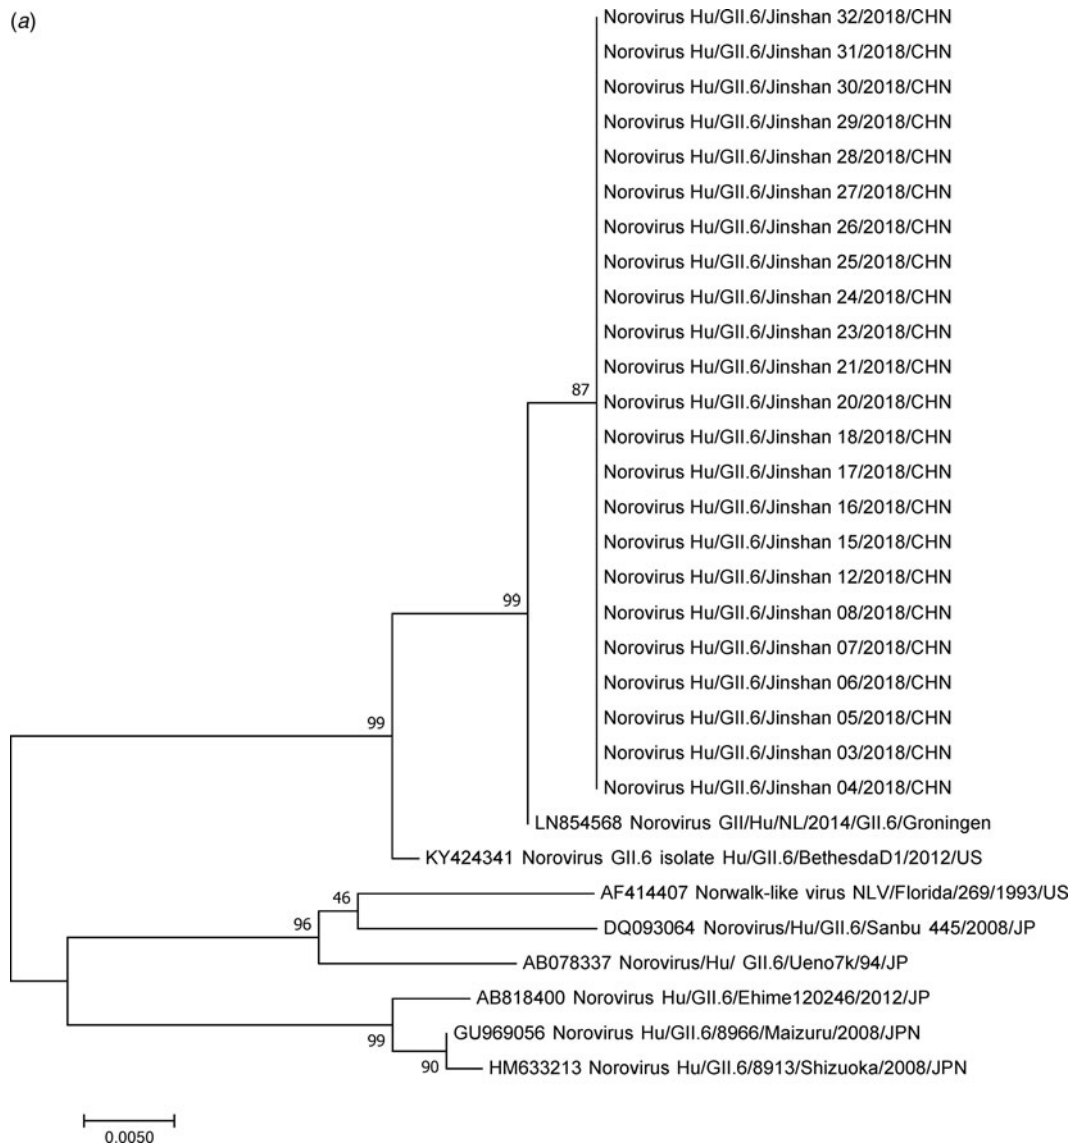 (a)
Norovirus Hu/GII.6/Jinshan 32/2018/CHN
Norovirus Hu/GII.6/Jinshan 31/2018/CHN
Norovirus Hu/GII.6/Jinshan 30/2018/CHN
Norovirus Hu/GII.6/Jinshan 29/2018/CHN
Norovirus Hu/GII.6/Jinshan 28/2018/CHN
Norovirus Hu/GII.6/Jinshan 27/2018/CHN
Norovirus Hu/GII.6/Jinshan 26/2018/CHN
Norovirus Hu/GII.6/Jinshan 25/2018/CHN
Norovirus Hu/GII.6/Jinshan 24/2018/CHN
Norovirus Hu/GII.6/Jinshan 23/2018/CHN
Norovirus Hu/GII.6/Jinshan 21/2018/CHN
87
Norovirus Hu/GII.6/Jinshan 20/2018/CHN
Norovirus Hu/GII.6/Jinshan 18/2018/CHN
Norovirus Hu/GII.6/Jinshan 17/2018/CHN
Norovirus Hu/GII.6/Jinshan 16/2018/CHN
Norovirus Hu/GII.6/Jinshan 15/2018/CHN
Norovirus Hu/GII.6/Jinshan 12/2018/CHN
99
Norovirus Hu/GII.6/Jinshan 08/2018/CHN
Norovirus Hu/GII.6/Jinshan 07/2018/CHN
Norovirus Hu/GII.6/Jinshan 06/2018/CHN
99
Norovirus Hu/GII.6/Jinshan 05/2018/CHN
Norovirus Hu/GII.6/Jinshan 03/2018/CHN
Norovirus Hu/GII.6/Jinshan 04/2018/CHN
LN854568 Norovirus GII/Hu/NL/2014/GII.6/Groningen
KY424341 Norovirus GII.6 isolate Hu/GII.6/BethesdaD1/2012/US
46
AF414407 Norwalk-like virus NLV/Florida/269/1993/US
96
DQ093064 Norovirus/Hu/GII.6/Sanbu 445/2008/JP
AB078337 Norovirus/Hu/ GII.6/Ueno7k/94/JP
AB818400 Norovirus Hu/GII.6/Ehime120246/2012/JP
99
GU969056 Norovirus Hu/GII.6/8966/Maizuru/2008/JPN
90
HM633213 Norovirus Hu/GII.6/8913/Shizuoka/2008/JPN
0.0050